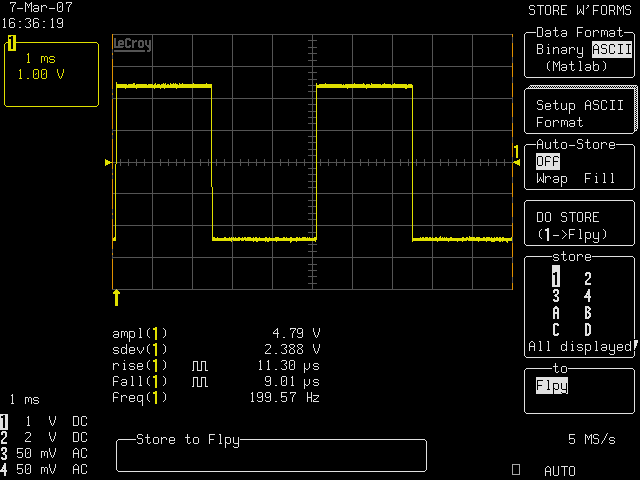 7-Mar-07
16:36:19
1
1 ms
1.00 V
LeCroy
1
ampl(1) 4.79 V
sdev(1) 2.388 V
rise(1) 11.30 µs
fall(1) 9.01 µs
freq(1) 199.57 Hz
1 ms
1 1 V DC
2 2 V DC
3 50 mV AC
4 50 mV AC
Store to Flpy
STORE W'FORMS
Data Format
Binary ASCII
(Matlab)
Setup ASCII
Format
Auto-Store
Off
Wrap Fill
DO STORE
(1->Flpy)
store
1 2
3 4
A B
C D
All displayed
to
Flpy
5 MS/s
AUTO